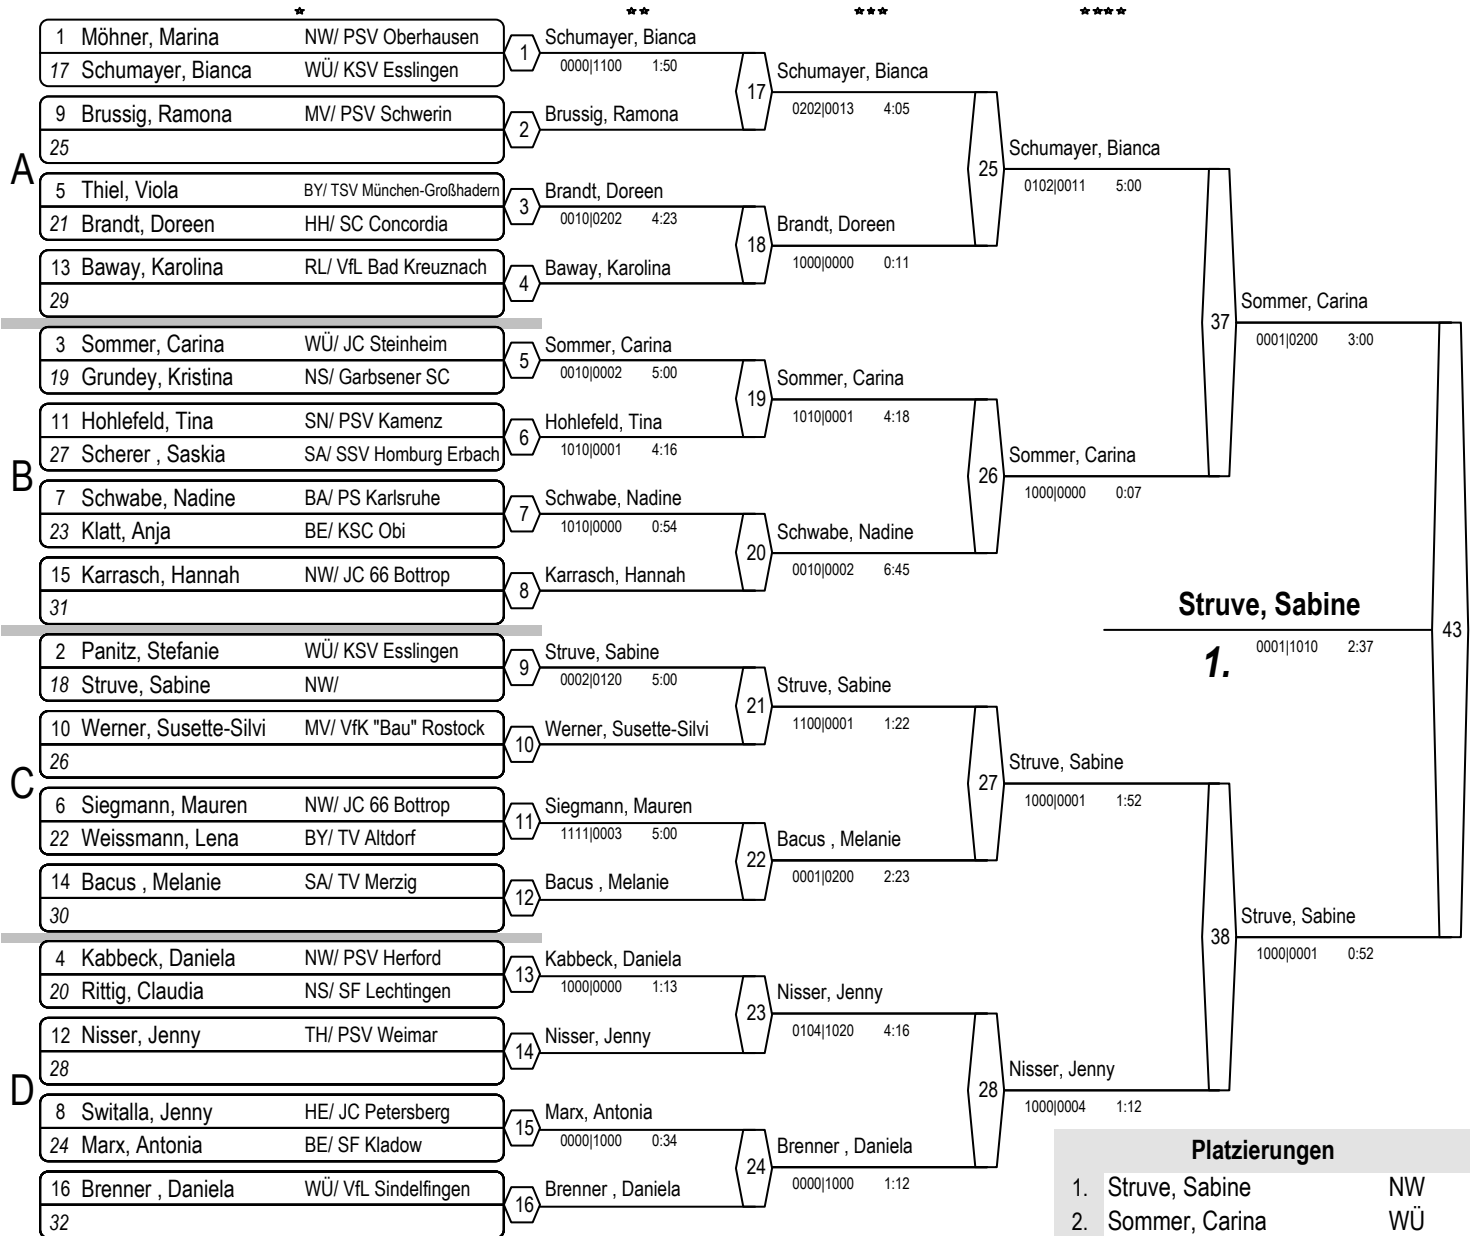 * ** *** ****
A
1 Möhner, Marina NW/ PSV Oberhausen
17 Schumayer, Bianca WÜ/ KSV Esslingen
1 Schumayer, Bianca
0000|1100 1:50
9 Brussig, Ramona MV/ PSV Schwerin
25
2 Brussig, Ramona
5 Thiel, Viola BY/ TSV München-Großhadern
21 Brandt, Doreen HH/ SC Concordia
3 Brandt, Doreen
0010|0202 4:23
13 Baway, Karolina RL/ VfL Bad Kreuznach
29
4 Baway, Karolina
B
3 Sommer, Carina WÜ/ JC Steinheim
19 Grundey, Kristina NS/ Garbsener SC
5 Sommer, Carina
0010|0002 5:00
11 Hohlefeld, Tina SN/ PSV Kamenz
27 Scherer , Saskia SA/ SSV Homburg Erbach
6 Hohlefeld, Tina
1010|0001 4:16
7 Schwabe, Nadine BA/ PS Karlsruhe
23 Klatt, Anja BE/ KSC Obi
7 Schwabe, Nadine
1010|0000 0:54
15 Karrasch, Hannah NW/ JC 66 Bottrop
31
8 Karrasch, Hannah
C
2 Panitz, Stefanie WÜ/ KSV Esslingen
18 Struve, Sabine NW/
9 Struve, Sabine
0002|0120 5:00
10 Werner, Susette-Silvi MV/ VfK "Bau" Rostock
26
10 Werner, Susette-Silvi
6 Siegmann, Mauren NW/ JC 66 Bottrop
22 Weissmann, Lena BY/ TV Altdorf
11 Siegmann, Mauren
1111|0003 5:00
14 Bacus , Melanie SA/ TV Merzig
30
12 Bacus , Melanie
D
4 Kabbeck, Daniela NW/ PSV Herford
20 Rittig, Claudia NS/ SF Lechtingen
13 Kabbeck, Daniela
1000|0000 1:13
12 Nisser, Jenny TH/ PSV Weimar
28
14 Nisser, Jenny
8 Switalla, Jenny HE/ JC Petersberg
24 Marx, Antonia BE/ SF Kladow
15 Marx, Antonia
0000|1000 0:34
16 Brenner , Daniela WÜ/ VfL Sindelfingen
32
16 Brenner , Daniela
17 Schumayer, Bianca
0202|0013 4:05
18 Brandt, Doreen
1000|0000 0:11
19 Sommer, Carina
1010|0001 4:18
20 Schwabe, Nadine
0010|0002 6:45
21 Struve, Sabine
1100|0001 1:22
22 Bacus , Melanie
0001|0200 2:23
23 Nisser, Jenny
0104|1020 4:16
24 Brenner , Daniela
0000|1000 1:12
25 Schumayer, Bianca
0102|0011 5:00
26 Sommer, Carina
1000|0000 0:07
27 Struve, Sabine
1000|0001 1:52
28 Nisser, Jenny
1000|0004 1:12
37 Sommer, Carina
0001|0200 3:00
38 Struve, Sabine
1000|0001 0:52
43 Struve, Sabine
1. 0001|1010 2:37
Platzierungen
1. Struve, Sabine NW
2. Sommer, Carina WÜ